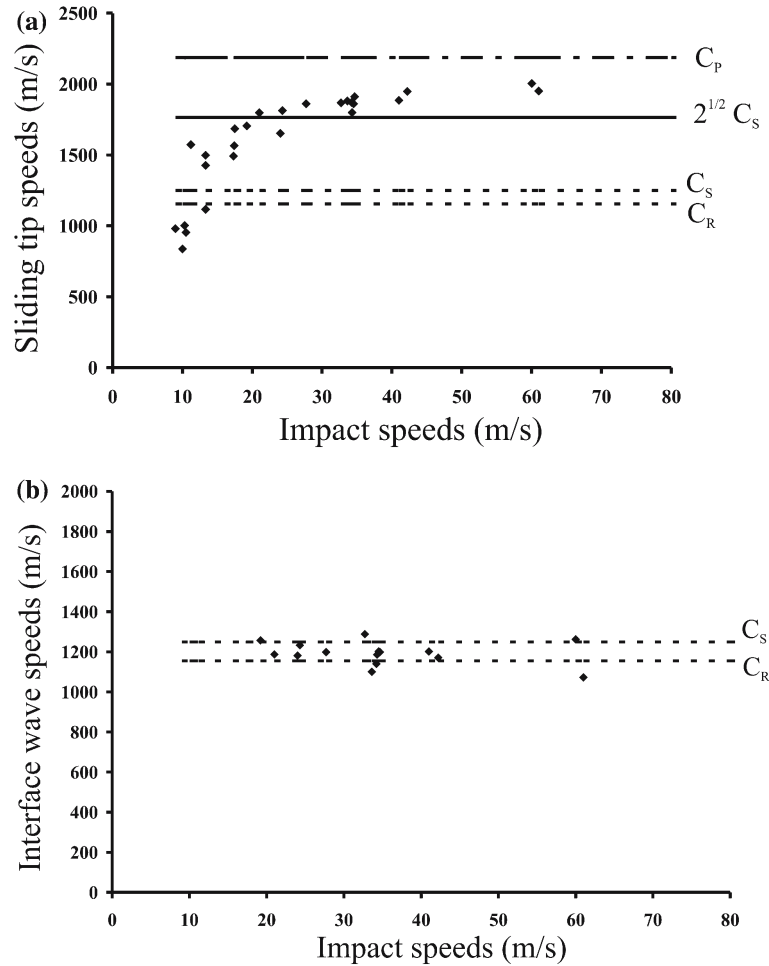 (a)
Sliding tip speeds (m/s)
2500
2000
1500
1000
500
0
C_P
2^{1/2} C_S
C_S
C_R
0 10 20 30 40 50 60 70 80
Impact speeds (m/s)
(b)
Interface wave speeds (m/s)
2000
1800
1600
1400
1200
1000
800
600
400
200
0
C_S
C_R
0 10 20 30 40 50 60 70 80
Impact speeds (m/s)